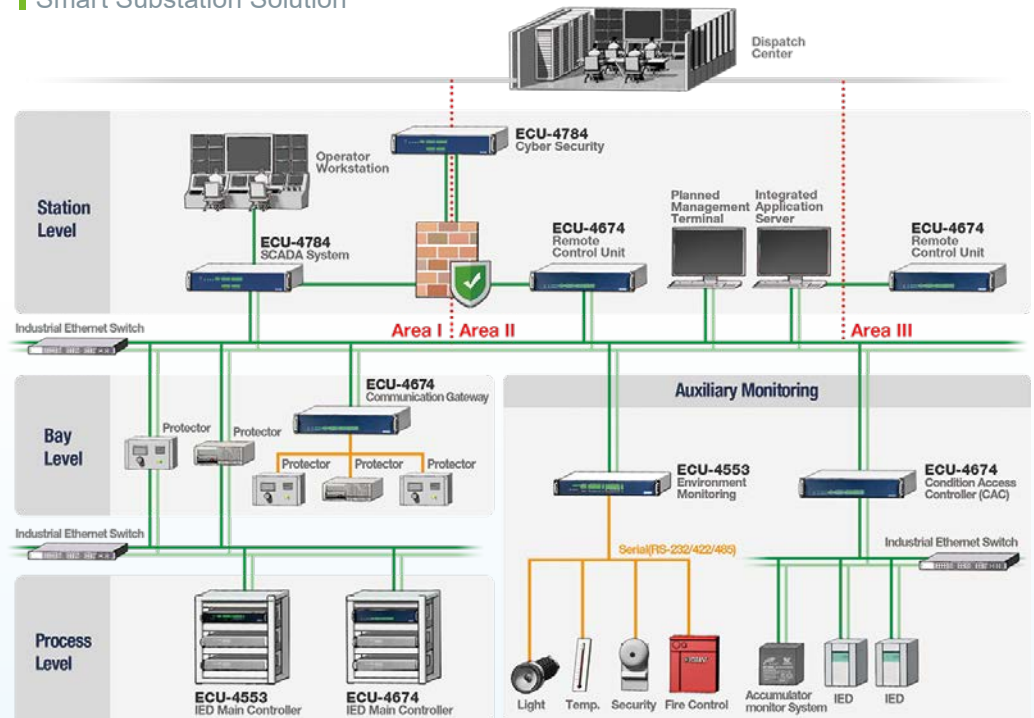 Smart Substation Solution
Dispatch
Center
ECU-4784
Cyber Security
Operator
Workstation
Station
Level
ECU-4784
SCADA System
ECU-4674
Remote
Control Unit
Planned
Management
Terminal
Integrated
Application
Server
ECU-4674
Remote
Control Unit
Industrial Ethernet Switch
Area I
Area II
Area III
Bay
Level
Protector
Protector
ECU-4674
Communication Gateway
Protector
Protector
Protector
Auxiliary Monitoring
ECU-4553
Environment
Monitoring
ECU-4674
Condition Access
Controller (CAC)
Industrial Ethernet Switch
Serial(RS-232/422/485)
Industrial Ethernet Switch
Process
Level
ECU-4553
IED Main Controller
ECU-4674
IED Main Controller
Light
Temp.
Security
Fire Control
Accumulator
monitor System
IED
IED